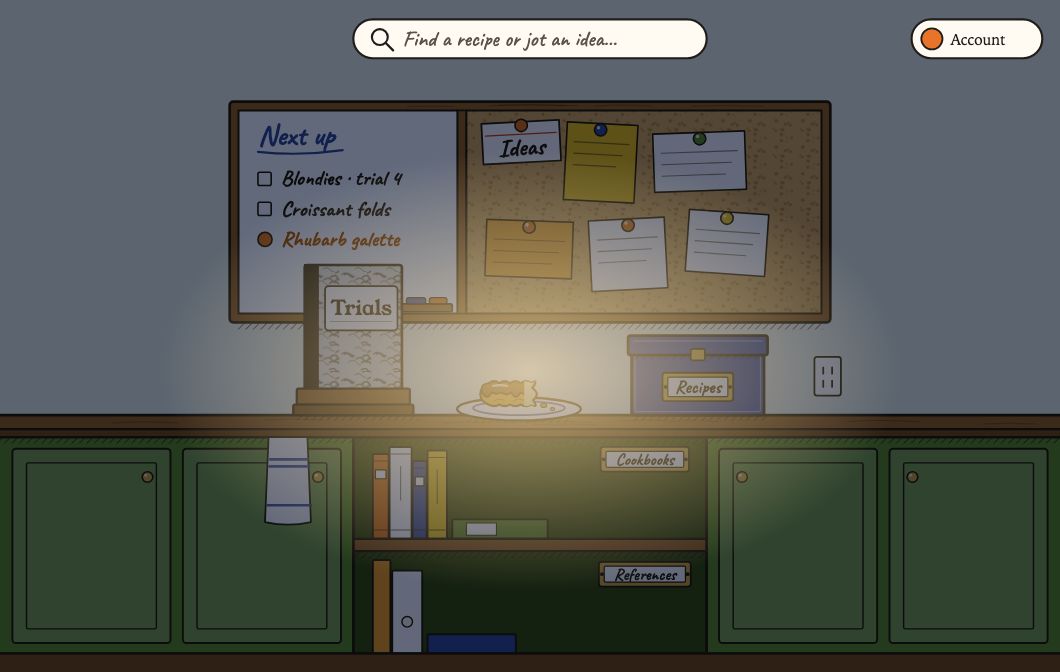 Find a recipe or jot an idea...
Account
Next up
Blondies · trial 4
Croissant folds
Rhubarb galette
Ideas
Trials
Recipes
Cookbooks
References